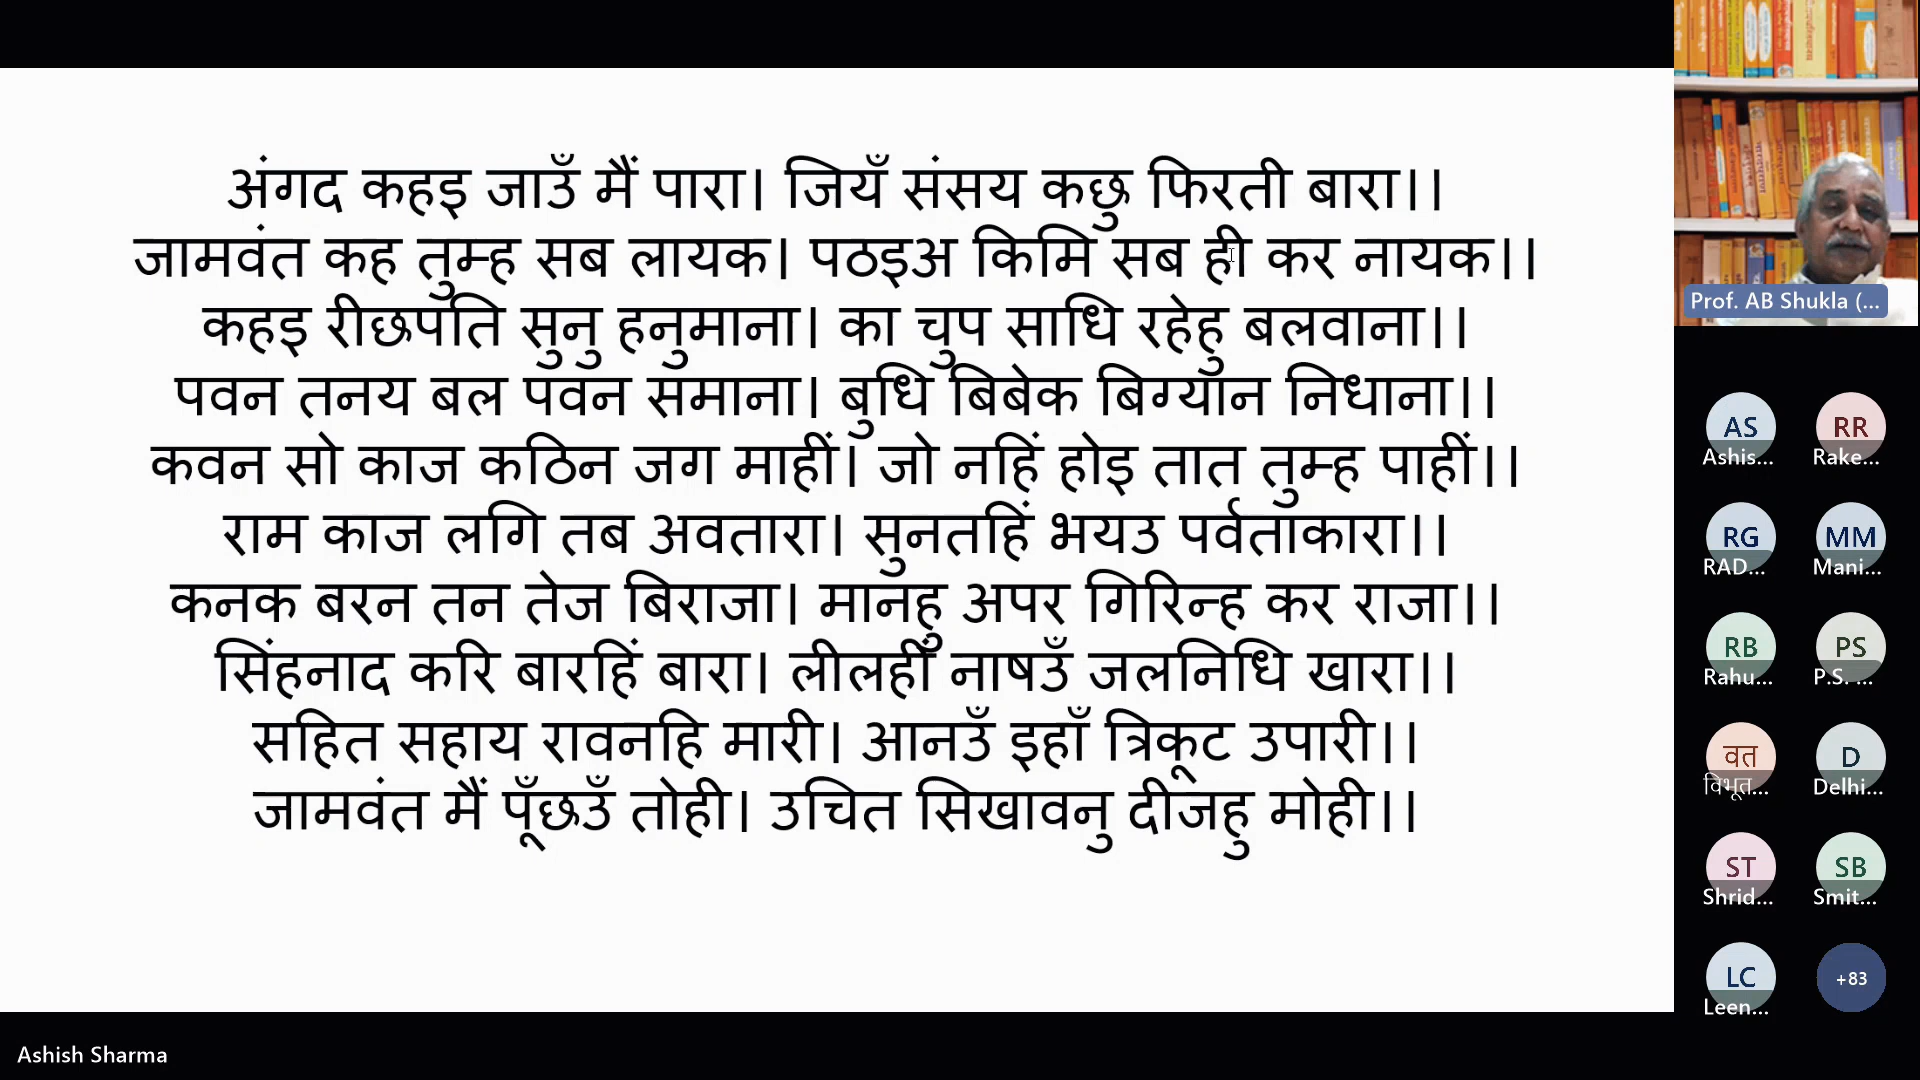 अंगद कहइ जाउँ मैं पारा। जियँ संसय कछु फिरती बारा।।
जामवंत कह तुम्ह सब लायक। पठइअ किमि सब ही कर नायक।।
कहइ रीछपति सुनु हनुमाना। का चुप साधि रहेहु बलवाना।।
पवन तनय बल पवन समाना। बुधि बिबेक बिग्यान निधाना।।
कवन सो काज कठिन जग माहीं। जो नहिं होइ तात तुम्ह पाहीं।।
राम काज लगि तब अवतारा। सुनतहिं भयउ पर्वताकारा।।
कनक बरन तन तेज बिराजा। मानहु अपर गिरिन्ह कर राजा।।
सिंहनाद करि बारहिं बारा। लीलहीं नाषउँ जलनिधि खारा।।
सहित सहाय रावनहि मारी। आनउँ इहाँ त्रिकूट उपारी।।
जामवंत मैं पूँछउँ तोही। उचित सिखावनु दीजहु मोही।।
Prof. AB Shukla (...
AS RR
Ashis... Rake...
RG MM
RAD... Mani...
RB PS
Rahu... P.S. ...
वत D
विभूत... Delhi...
ST SB
Shrid... Smit...
LC +83
Leen...
Ashish Sharma